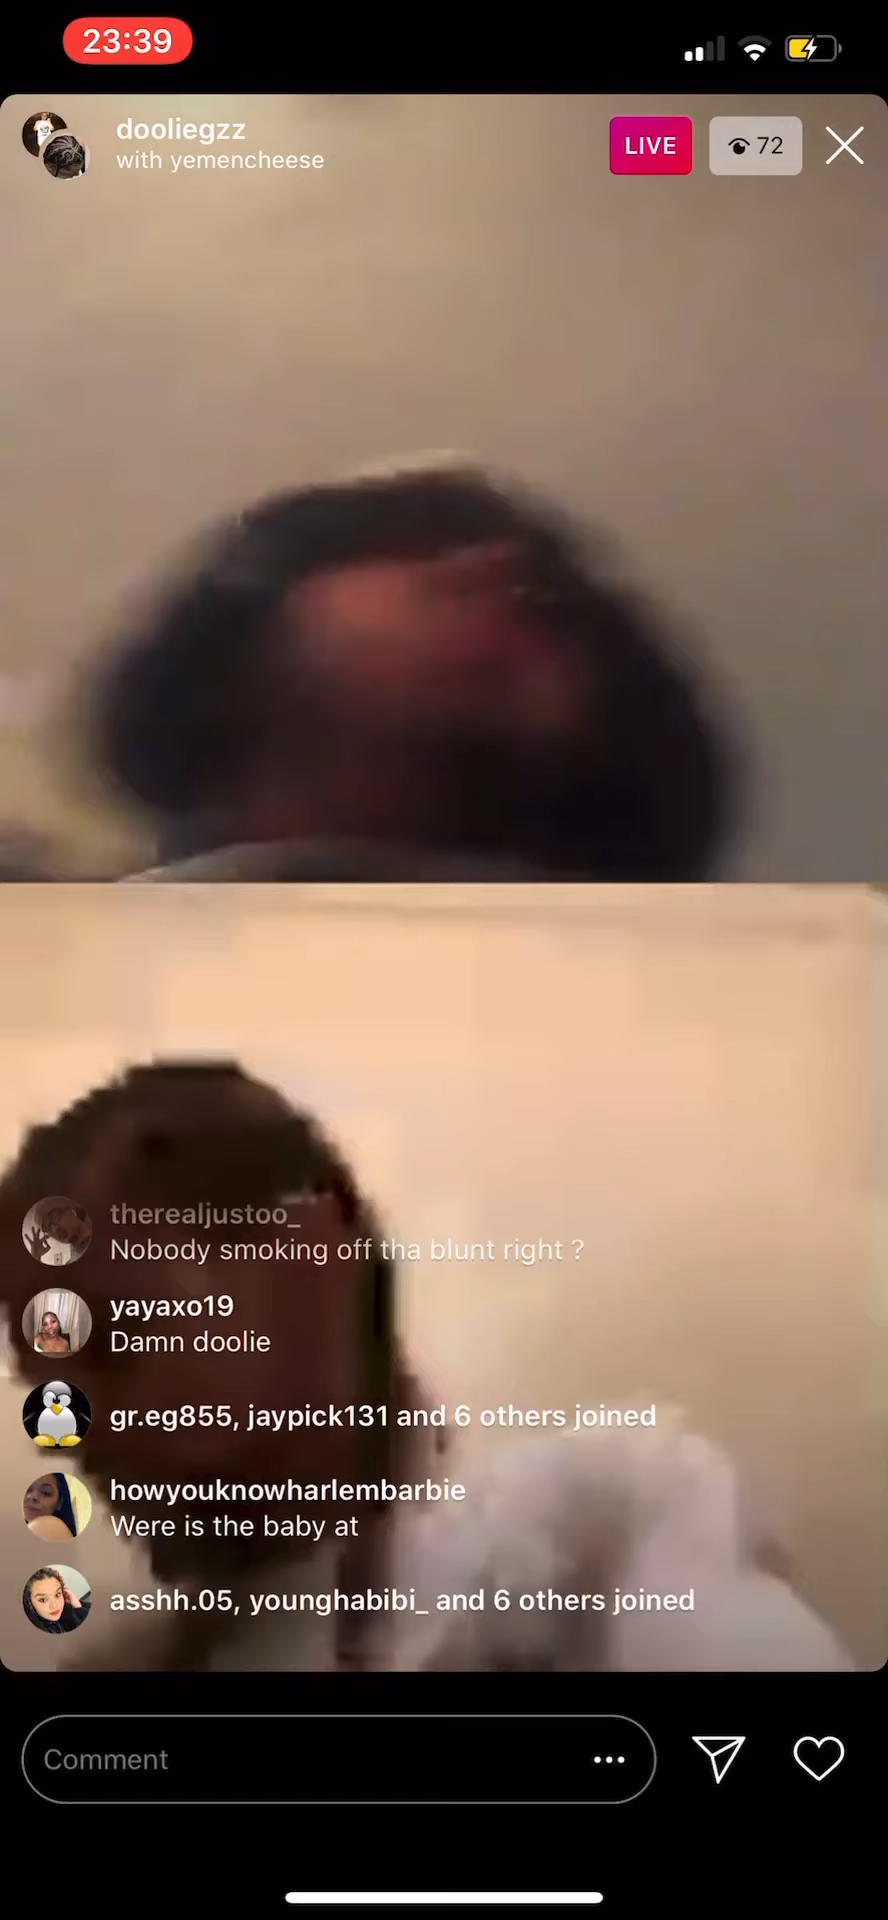 23:39
dooliegzz
with yemencheese
LIVE
72
therealjustoo_
Nobody smoking off tha blunt right ?
yayaxo19
Damn doolie
gr.eg855, jaypick131 and 6 others joined
howyouknowharlembarbie
Were is the baby at
asshh.05, younghabibi_ and 6 others joined
Comment